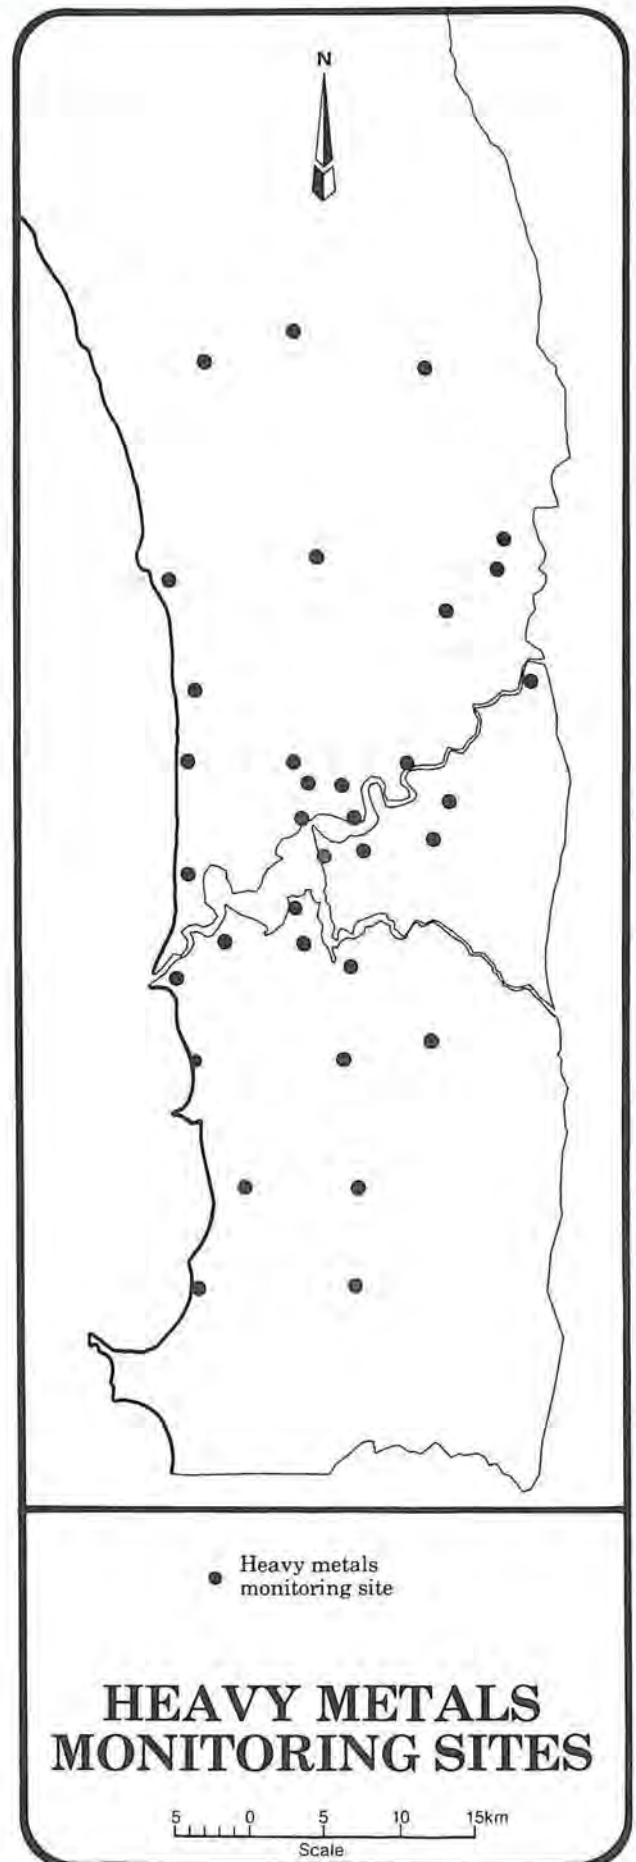 N
Heavy metals
monitoring site
HEAVY METALS
MONITORING SITES
5 0 5 10 15km
Scale